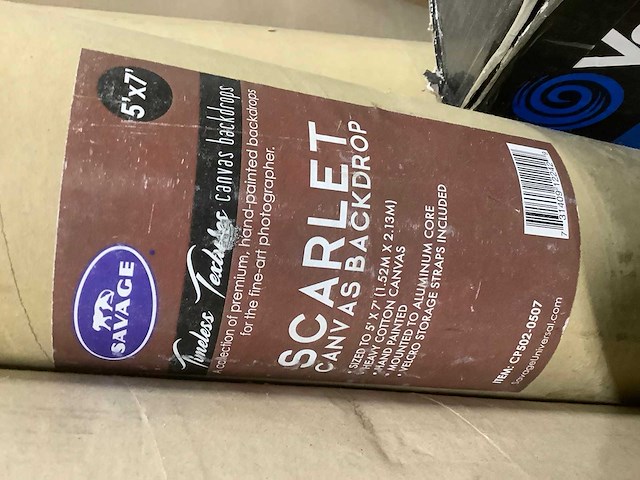 5'x7'
SAVAGE
Timeless Textures canvas backdrops
A collection of premium, hand-painted backdrops
for the fine-art photographer.
SCARLET
CANVAS BACKDROP
• SIZED TO 5' X 7' (1.52M X 2.13M)
• HEAVY COTTON CANVAS
• HAND PAINTED
• MOUNTED TO ALUMINUM CORE
• VELCRO STORAGE STRAPS INCLUDED
ITEM: CP502-0507
SavageUniversal.com